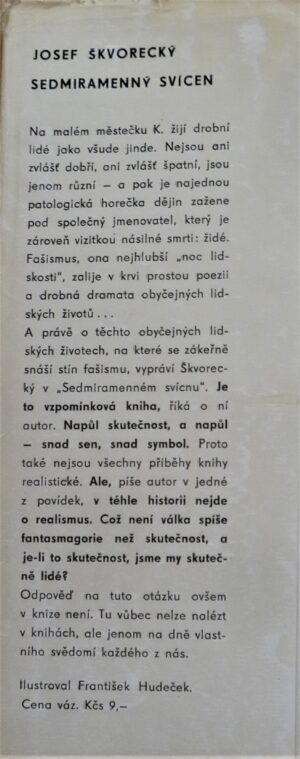 JOSEF ŠKVORECKÝ
SEDMIRAMENNÝ SVÍCEN
Na malém městečku K. žijí drobní
lidé jako všude jinde. Nejsou ani
zvlášť dobří, ani zvlášť špatní, jsou
jenom různí – a pak je najednou
patologická horečka dějin zažene
pod společný jmenovatel, který je
zároveň vizitkou násilné smrti: židé.
Fašismus, ona nejhlubší „noc lid-
skosti“, zalije v krvi prostou poezii
a drobná dramata obyčejných lid-
ských životů...
A právě o těchto obyčejných lid-
ských životech, na které se zákeřně
snáší stín fašismu, vypráví Škvorec-
ký v „Sedmiramenném svícnu“. Je
to vzpomínková kniha, říká o ní
autor. Napůl skutečnost, a napůl
– snad sen, snad symbol. Proto
také nejsou všechny příběhy knihy
realistické. Ale, píše autor v jedné
z povídek, v téhle historii nejde
o realismus. Což není válka spíše
fantasmagorie než skutečnost, a
je-li to skutečnost, jsme my skuteč-
ně lidé?
Odpověď na tuto otázku ovšem
v knize není. Tu vůbec nelze nalézt
v knihách, ale jenom na dně vlast-
ního svědomí každého z nás.
Ilustroval František Hudeček.
Cena váz. Kčs 9,–